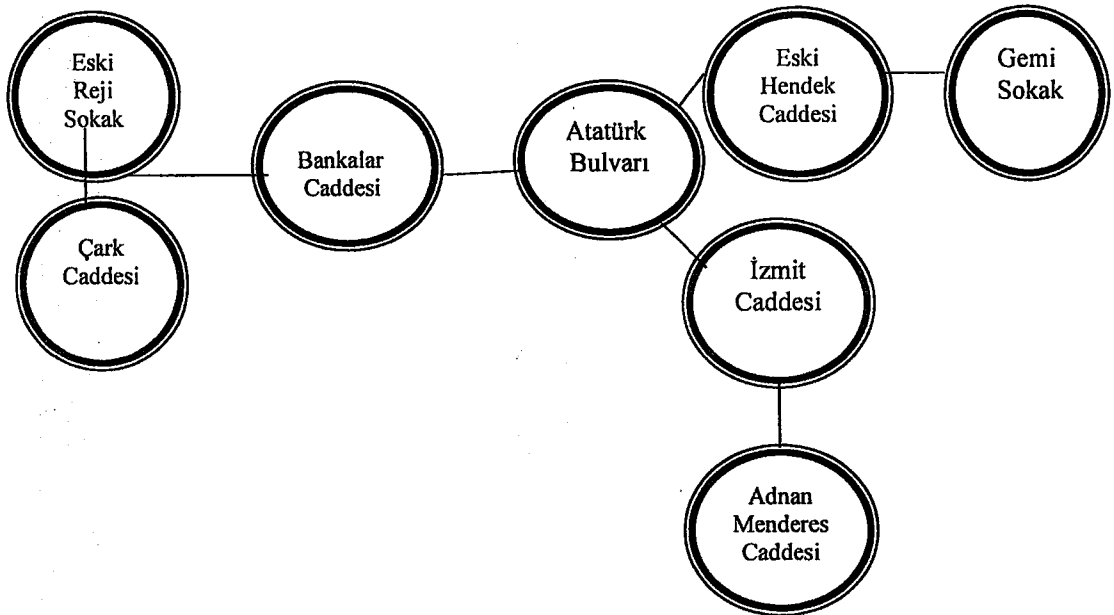 Eski
Reji
Sokak
Çark
Caddesi
Bankalar
Caddesi
Atatürk
Bulvarı
Eski
Hendek
Caddesi
Gemi
Sokak
İzmit
Caddesi
Adnan
Menderes
Caddesi